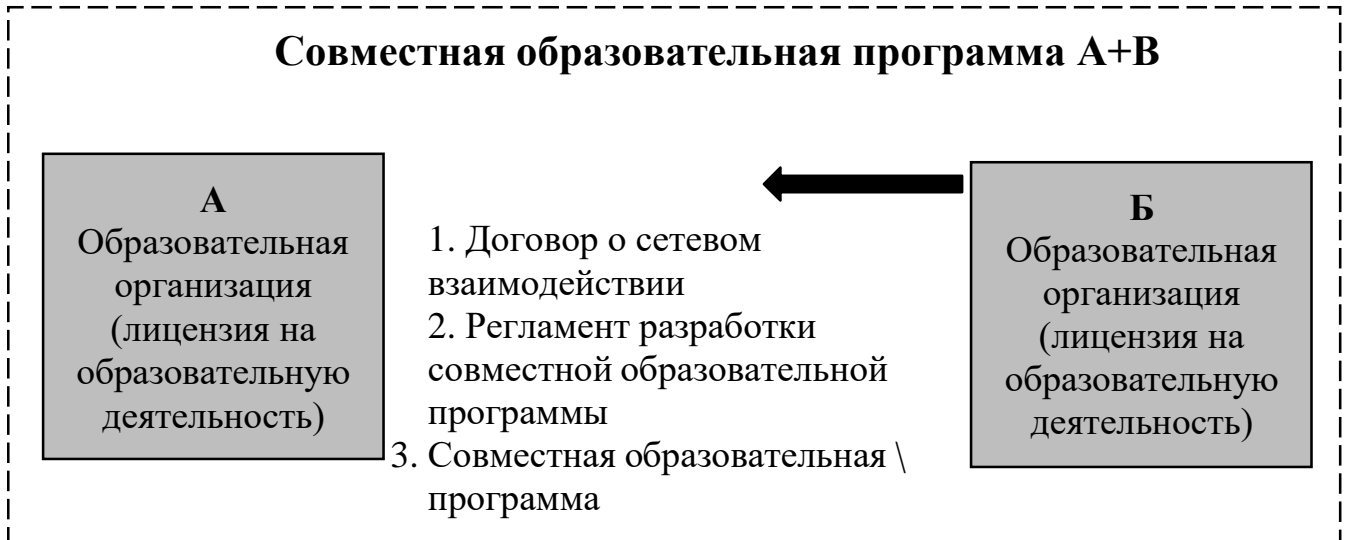 Совместная образовательная программа А+В
А
Образовательная
организация
(лицензия на
образовательную
деятельность)
1. Договор о сетевом
взаимодействии
2. Регламент разработки
совместной образовательной
программы
3. Совместная образовательная \
программа
Б
Образовательная
организация
(лицензия на
образовательную
деятельность)